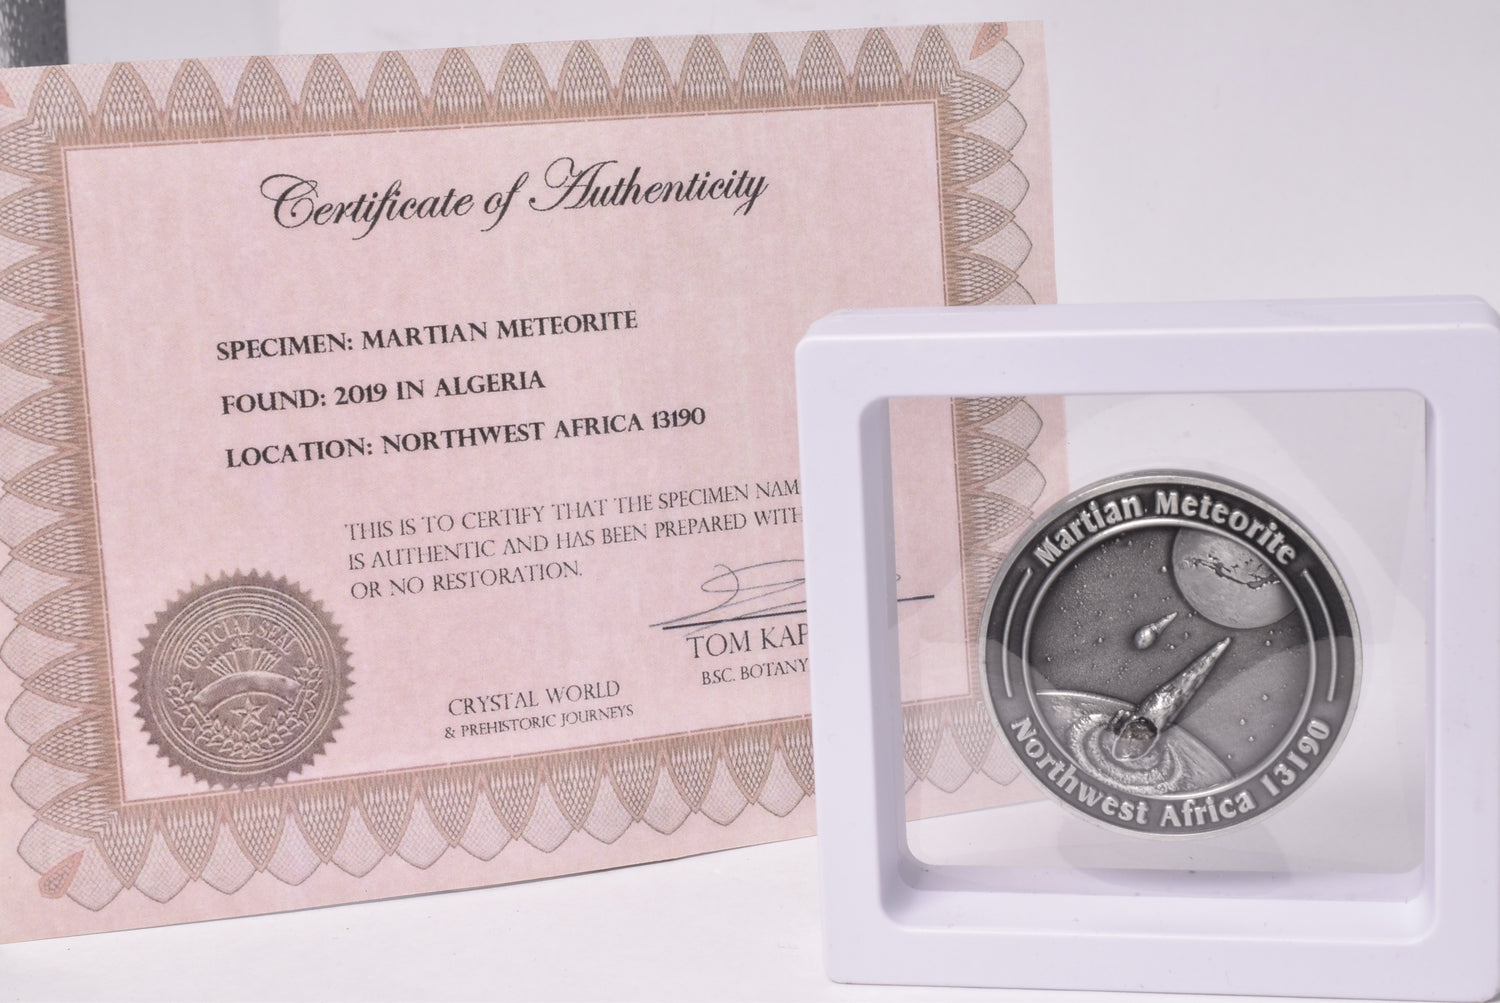 Certificate of Authenticity
SPECIMEN: MARTIAN METEORITE
FOUND: 2019 IN ALGERIA
LOCATION: NORTHWEST AFRICA 13190
THIS IS TO CERTIFY THAT THE SPECIMEN NAM
IS AUTHENTIC AND HAS BEEN PREPARED WITH
OR NO RESTORATION.
OFFICIAL SEAL
TOM KAP
B.SC. BOTANY
CRYSTAL WORLD
& PREHISTORIC JOURNEYS
Martian Meteorite
Northwest Africa 13190